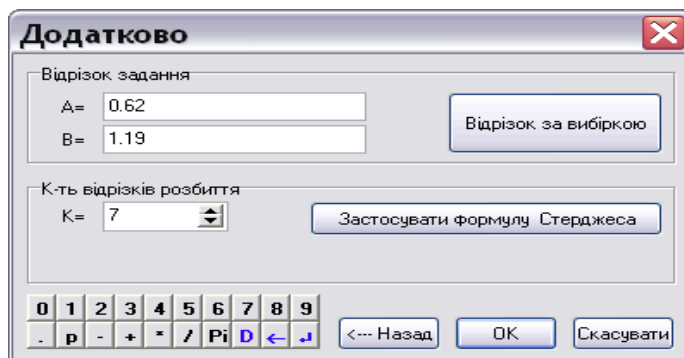 Додатково
Відрізок задання
A= 0.62
B= 1.19
Відрізок за вибіркою
К-ть відрізків розбиття
K= 7
Застосувати формулу Стерджеса
0 1 2 3 4 5 6 7 8 9
. p - + * / Pi D ← ↲
<--- Назад
OK
Скасувати